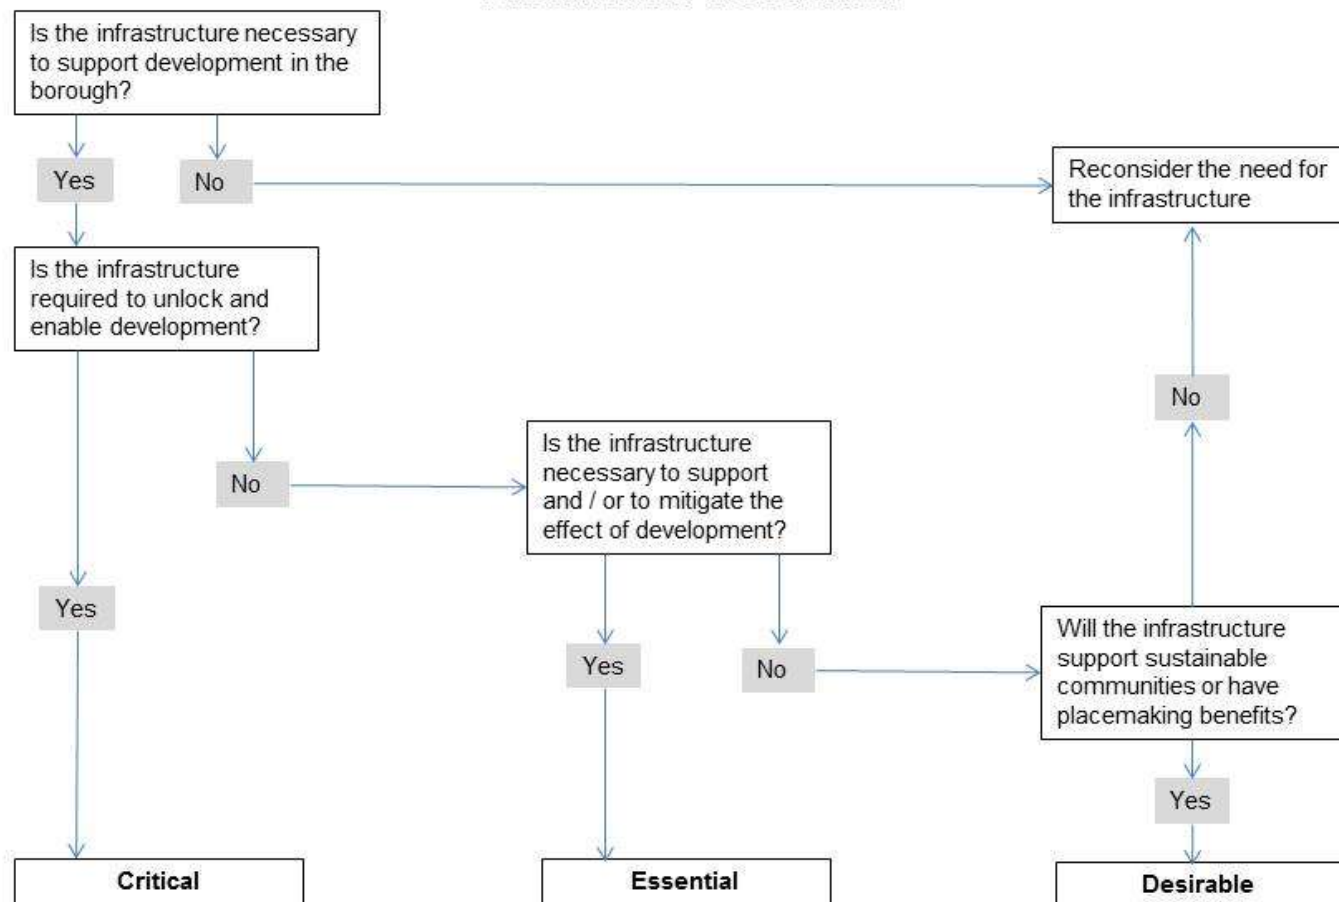 Is the infrastructure necessary
to support development in the
borough?
Yes
No
Reconsider the need for
the infrastructure
Is the infrastructure
required to unlock and
enable development?
No
Is the infrastructure
necessary to support
and / or to mitigate the
effect of development?
No
Yes
Will the infrastructure
support sustainable
communities or have
placemaking benefits?
Yes
No
Yes
Critical
Essential
Desirable